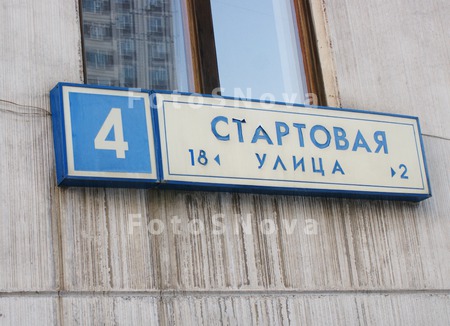 FotoSNova
4
СТАРТОВАЯ
18 ◂ УЛИЦА ▸ 2
FotoSNova